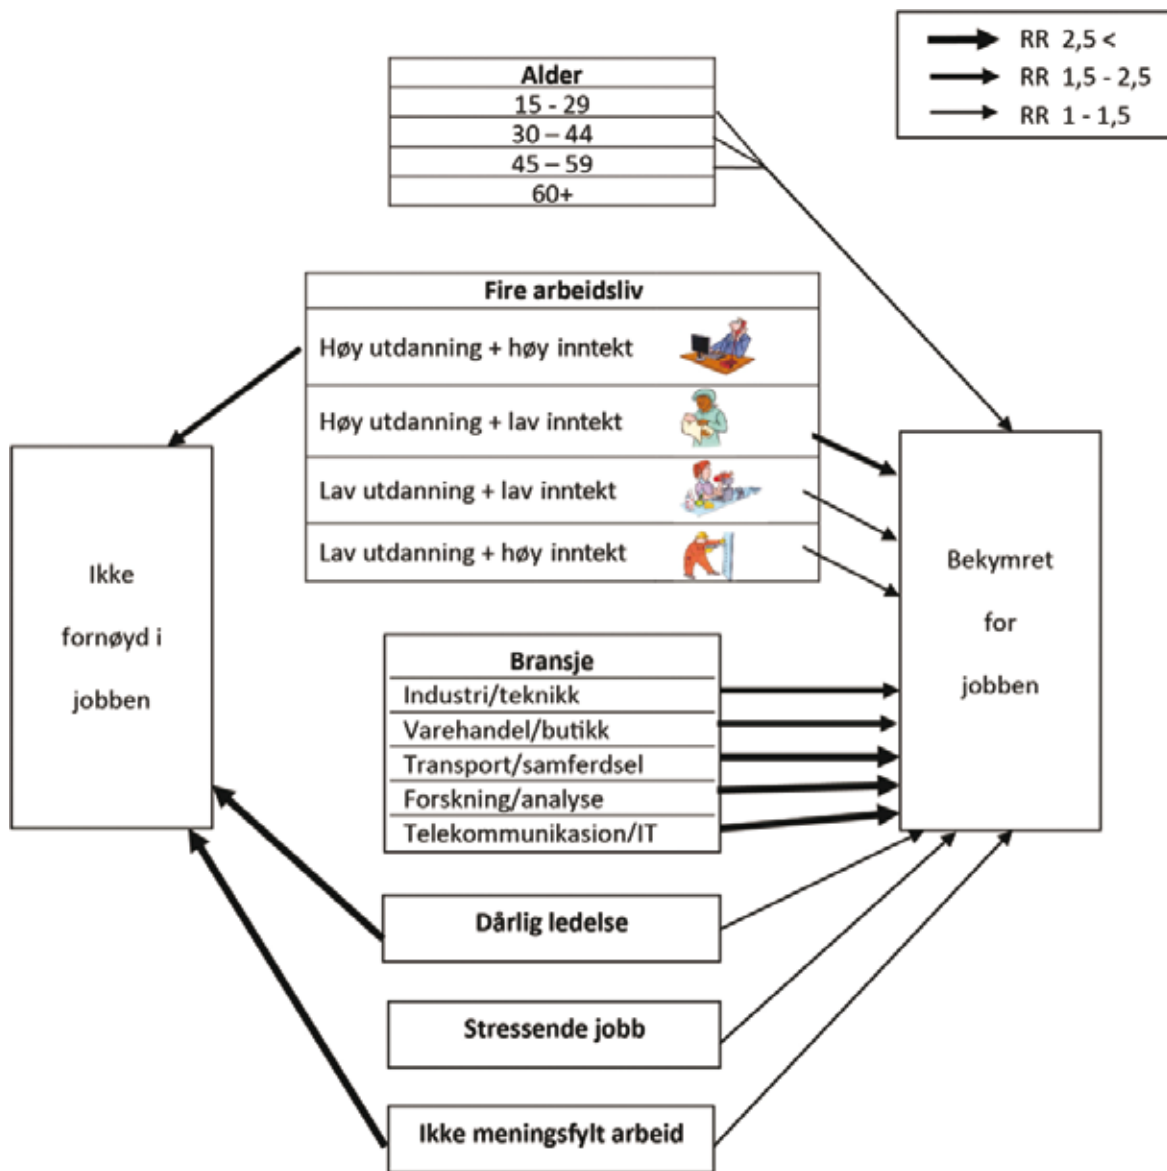 RR 2,5 <
RR 1,5 - 2,5
RR 1 - 1,5
Alder
15 - 29
30 – 44
45 – 59
60+
Fire arbeidsliv
Høy utdanning + høy inntekt
Høy utdanning + lav inntekt
Lav utdanning + lav inntekt
Lav utdanning + høy inntekt
Ikke
fornøyd i
jobben
Bekymret
for
jobben
Bransje
Industri/teknikk
Varehandel/butikk
Transport/samferdsel
Forskning/analyse
Telekommunikasion/IT
Dårlig ledelse
Stressende jobb
Ikke meningsfylt arbeid